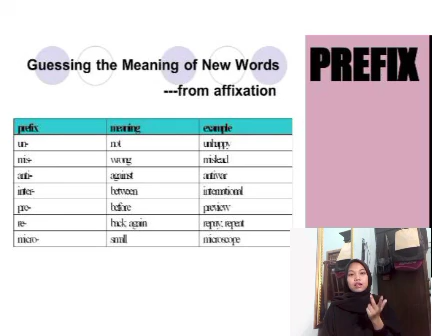 Guessing the Meaning of New Words
---from affixation
PREFIX
prefix meaning example
un- not unhappy
mis- wrong mislead
anti- against antiwar
inter- between international
pre- before preview
re- back again repay; repeat
micro- small microscope